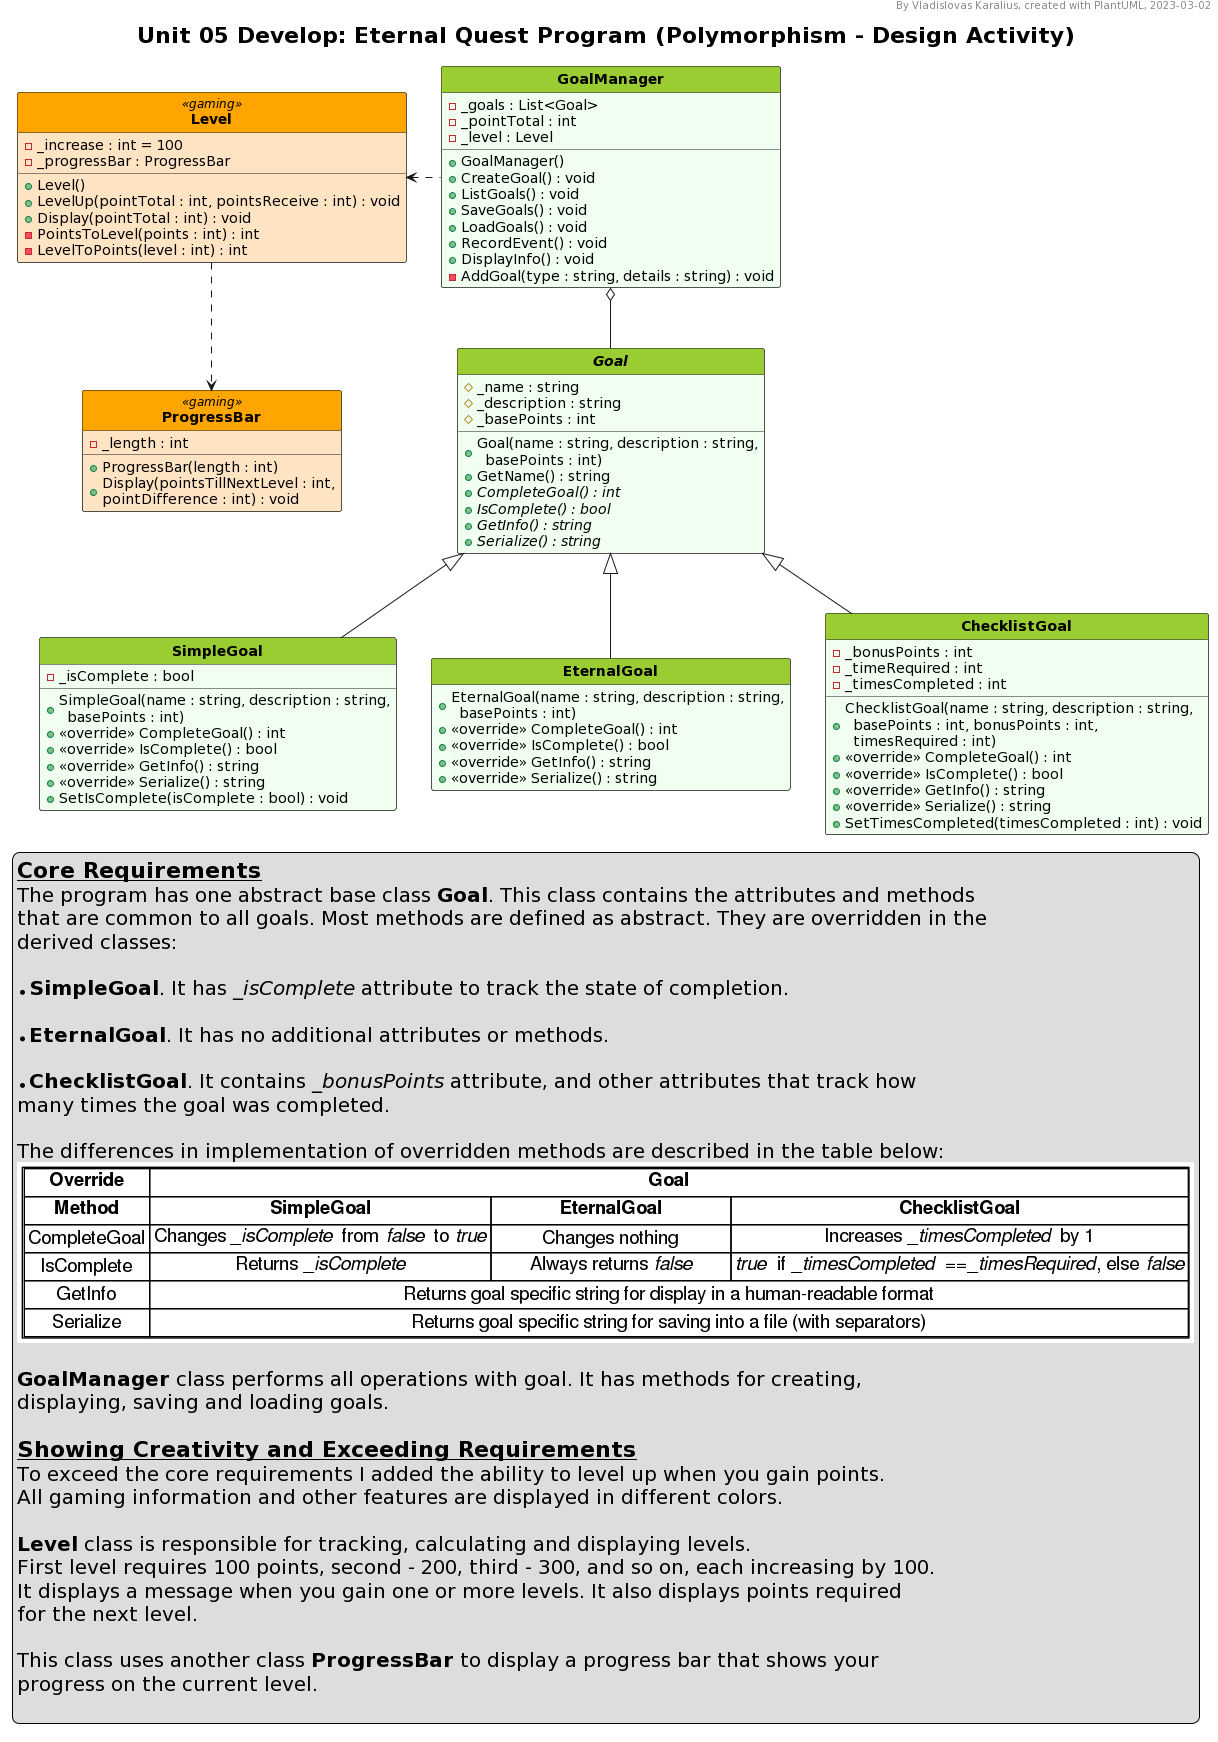 By Vladislovas Karalius, created with PlantUML, 2023-03-02
Unit 05 Develop: Eternal Quest Program (Polymorphism - Design Activity)
«gaming»
Level
_increase : int = 100
_progressBar : ProgressBar
Level()
LevelUp(pointTotal : int, pointsReceive : int) : void
Display(pointTotal : int) : void
PointsToLevel(points : int) : int
LevelToPoints(level : int) : int
GoalManager
_goals : List<Goal>
_pointTotal : int
_level : Level
GoalManager()
CreateGoal() : void
ListGoals() : void
SaveGoals() : void
LoadGoals() : void
RecordEvent() : void
DisplayInfo() : void
AddGoal(type : string, details : string) : void
«gaming»
ProgressBar
_length : int
ProgressBar(length : int)
Display(pointsTillNextLevel : int,
pointDifference : int) : void
Goal
_name : string
_description : string
_basePoints : int
Goal(name : string, description : string,
basePoints : int)
GetName() : string
CompleteGoal() : int
IsComplete() : bool
GetInfo() : string
Serialize() : string
SimpleGoal
_isComplete : bool
SimpleGoal(name : string, description : string,
basePoints : int)
«override» CompleteGoal() : int
«override» IsComplete() : bool
«override» GetInfo() : string
«override» Serialize() : string
SetIsComplete(isComplete : bool) : void
EternalGoal
EternalGoal(name : string, description : string,
basePoints : int)
«override» CompleteGoal() : int
«override» IsComplete() : bool
«override» GetInfo() : string
«override» Serialize() : string
ChecklistGoal
_bonusPoints : int
_timeRequired : int
_timesCompleted : int
ChecklistGoal(name : string, description : string,
basePoints : int, bonusPoints : int,
timesRequired : int)
«override» CompleteGoal() : int
«override» IsComplete() : bool
«override» GetInfo() : string
«override» Serialize() : string
SetTimesCompleted(timesCompleted : int) : void
Core Requirements
The program has one abstract base class Goal. This class contains the attributes and methods
that are common to all goals. Most methods are defined as abstract. They are overridden in the
derived classes:
• SimpleGoal. It has _isComplete attribute to track the state of completion.
• EternalGoal. It has no additional attributes or methods.
• ChecklistGoal. It contains _bonusPoints attribute, and other attributes that track how
many times the goal was completed.
The differences in implementation of overridden methods are described in the table below:
Override Goal
Method SimpleGoal EternalGoal ChecklistGoal
CompleteGoal Changes _isComplete from false to true Changes nothing Increases _timesCompleted by 1
IsComplete Returns _isComplete Always returns false true if _timesCompleted ==_timesRequired, else false
GetInfo Returns goal specific string for display in a human-readable format
Serialize Returns goal specific string for saving into a file (with separators)
GoalManager class performs all operations with goal. It has methods for creating,
displaying, saving and loading goals.
Showing Creativity and Exceeding Requirements
To exceed the core requirements I added the ability to level up when you gain points.
All gaming information and other features are displayed in different colors.
Level class is responsible for tracking, calculating and displaying levels.
First level requires 100 points, second - 200, third - 300, and so on, each increasing by 100.
It displays a message when you gain one or more levels. It also displays points required
for the next level.
This class uses another class ProgressBar to display a progress bar that shows your
progress on the current level.